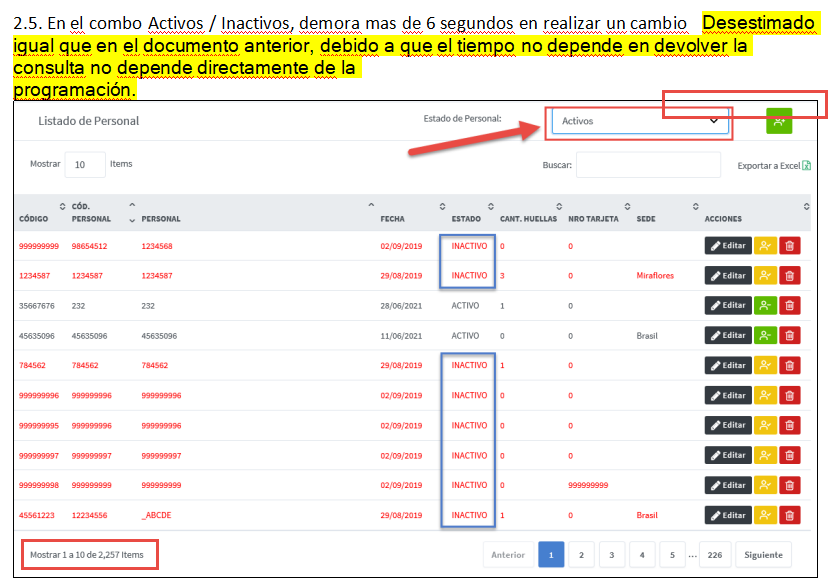 2.5. En el combo Activos / Inactivos, demora mas de 6 segundos en realizar un cambio Desestimado
igual que en el documento anterior, debido a que el tiempo no depende en devolver la
consulta no depende directamente de la
programación.
Listado de Personal Estado de Personal: Activos
Mostrar 10 Items Buscar: Exportar a Excel
CÓDIGO CÓD. PERSONAL PERSONAL FECHA ESTADO CANT. HUELLAS NRO TARJETA SEDE ACCIONES
999999999 98654512 1234568 02/09/2019 INACTIVO 0 0 Editar
1234587 1234587 1234587 29/08/2019 INACTIVO 3 0 Miraflores Editar
35667676 232 232 28/06/2021 ACTIVO 1 0 Editar
45635096 45635096 45635096 11/06/2021 ACTIVO 0 0 Brasil Editar
784562 784562 784562 29/08/2019 INACTIVO 1 0 Editar
999999996 999999996 999999996 02/09/2019 INACTIVO 0 0 Editar
999999995 999999996 999999996 02/09/2019 INACTIVO 0 0 Editar
999999997 999999997 999999997 02/09/2019 INACTIVO 0 0 Editar
999999998 999999999 999999999 02/09/2019 INACTIVO 0 999999999 Editar
45561223 12234556 _ABCDE 29/08/2019 INACTIVO 1 0 Brasil Editar
Mostrar 1 a 10 de 2,257 Items Anterior 1 2 3 4 5 ... 226 Siguiente